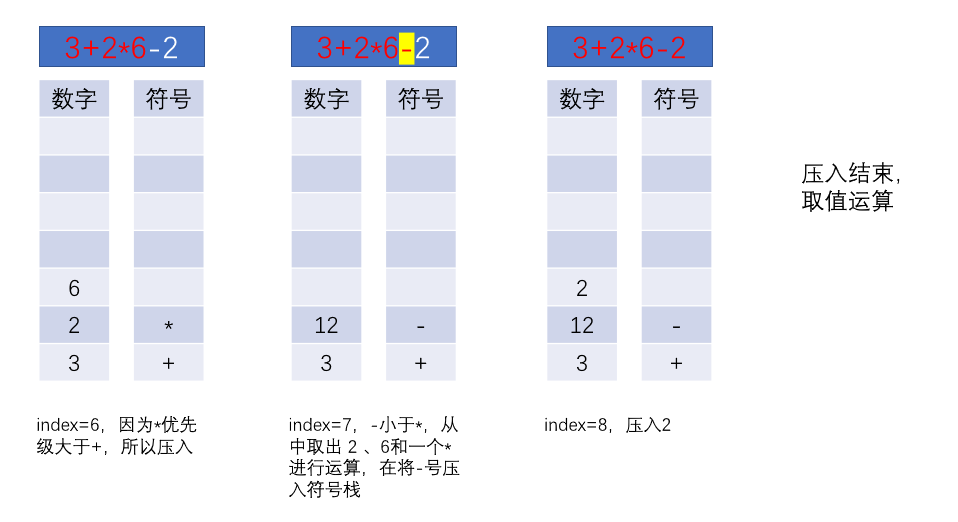 3+2*6-2
数字 符号
6
2 *
3 +
index=6，因为*优先
级大于+，所以压入
3+2*6-2
数字 符号
12 -
3 +
index=7，-小于*，从
中取出 2 、6和一个*
进行运算，在将-号压
入符号栈
3+2*6-2
数字 符号
2
12 -
3 +
index=8，压入2
压入结束，
取值运算